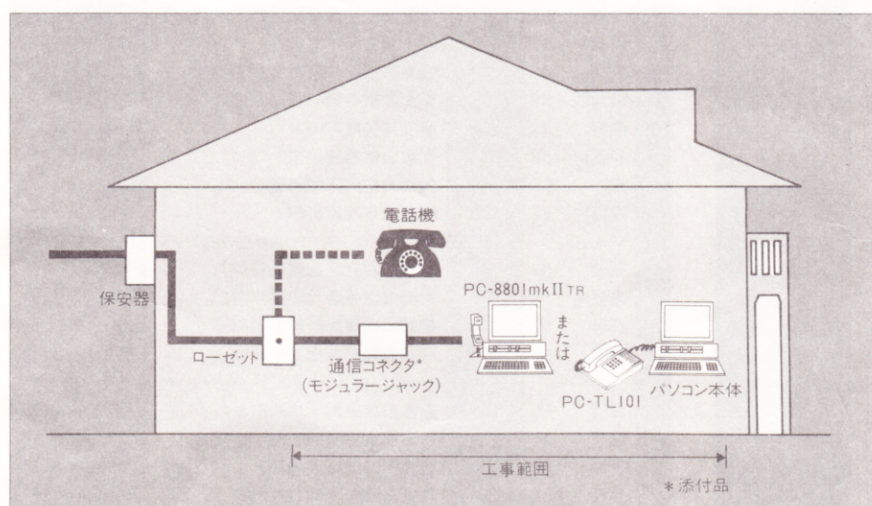 電話機
保安器
PC-8801mkⅡTR
または
ローゼット
通信コネクタ*
(モジュラージャック)
PC-TL101
パソコン本体
工事範囲
*添付品